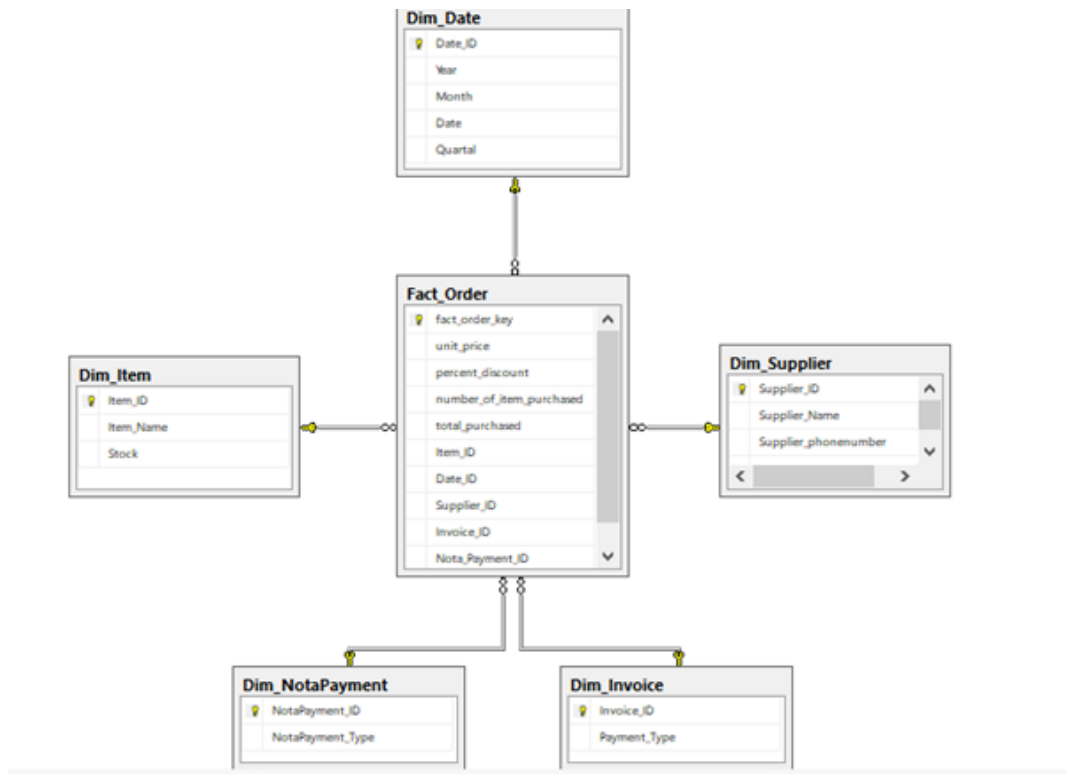 Dim_Date
Date_ID
Year
Month
Date
Quartal
Fact_Order
fact_order_key
unit_price
percent_discount
number_of_item_purchased
total_purchased
Item_ID
Date_ID
Supplier_ID
Invoice_ID
Nota_Payment_ID
Dim_Item
Item_ID
Item_Name
Stock
Dim_Supplier
Supplier_ID
Supplier_Name
Supplier_phonenumber
Dim_NotaPayment
NotaPayment_ID
NotaPayment_Type
Dim_Invoice
Invoice_ID
Payment_Type